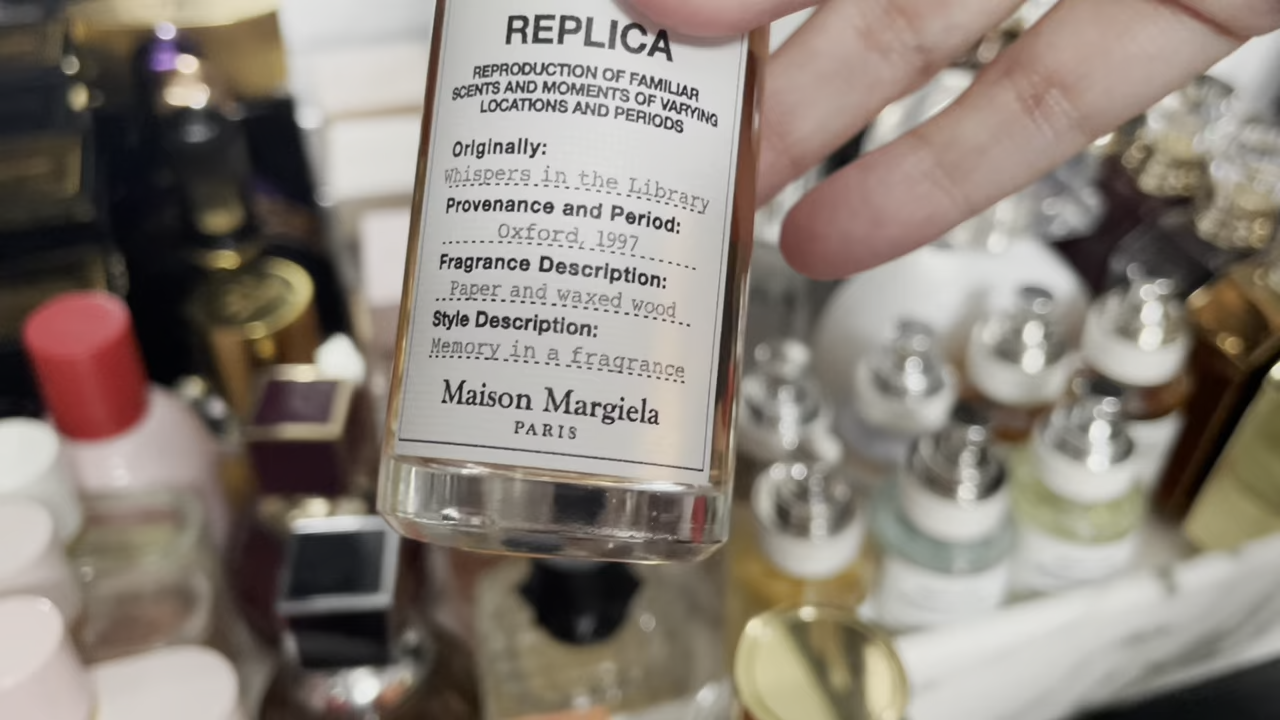 REPLICA
REPRODUCTION OF FAMILIAR
SCENTS AND MOMENTS OF VARYING
LOCATIONS AND PERIODS
Originally:
Whispers in the Library
Provenance and Period:
Oxford, 1997
Fragrance Description:
Paper and waxed wood
Style Description:
Memory in a fragrance
Maison Margiela
PARIS